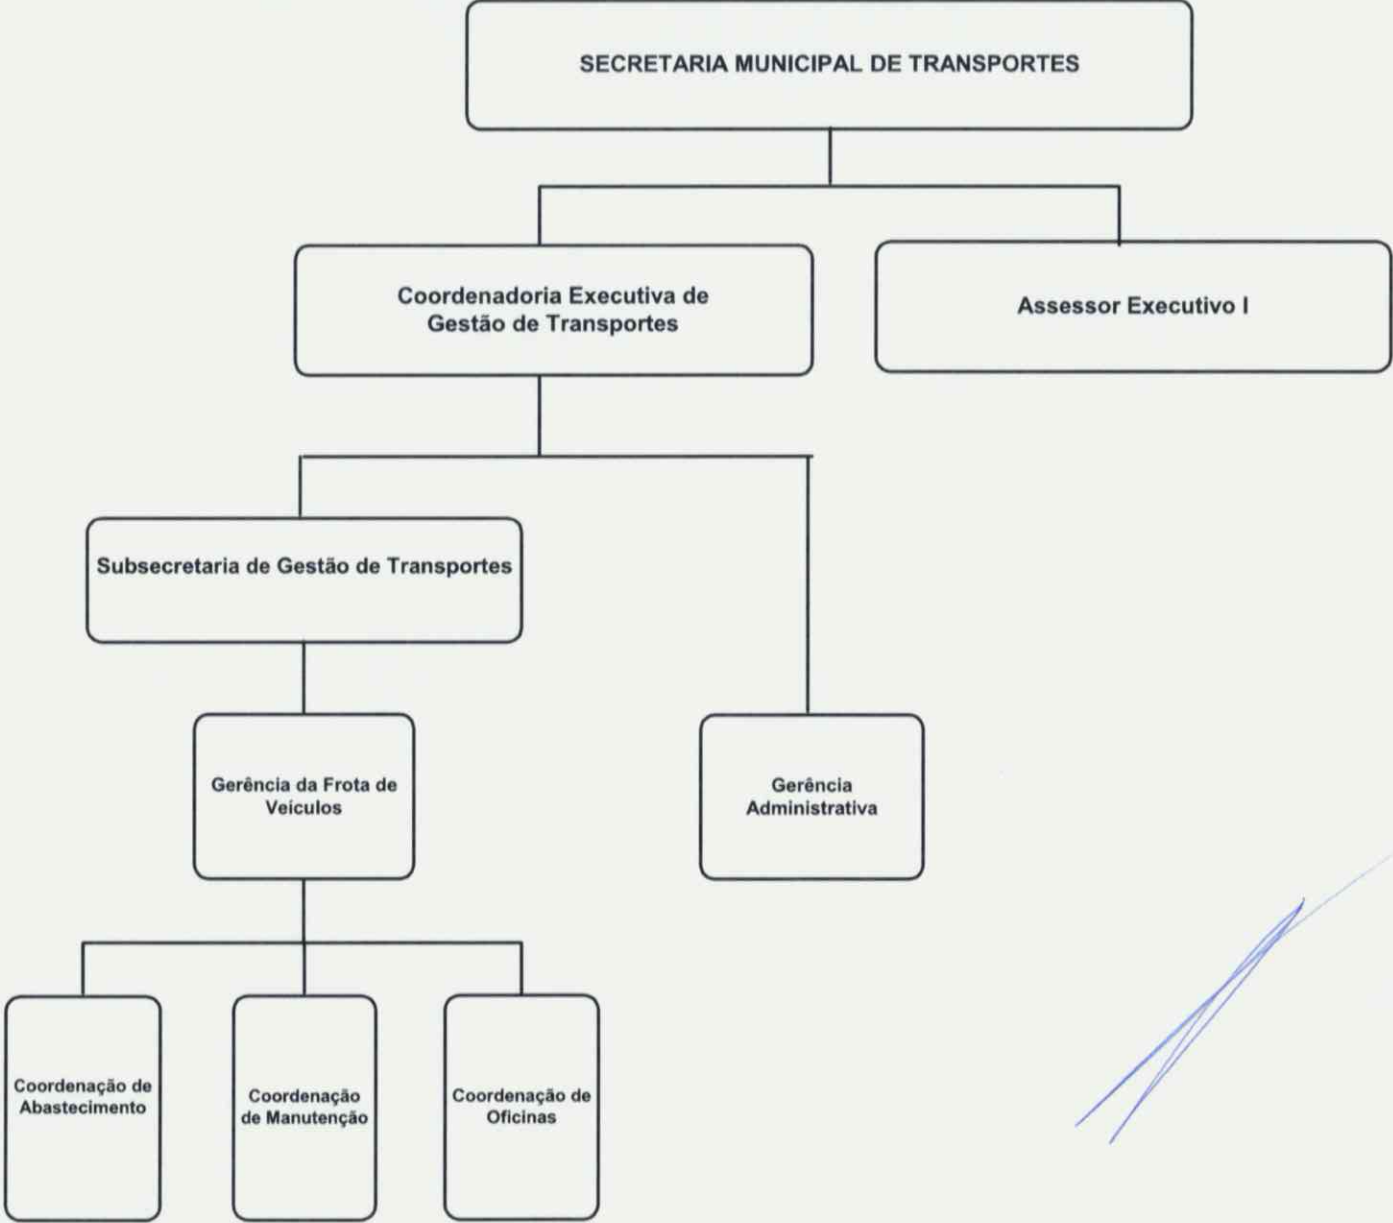 SECRETARIA MUNICIPAL DE TRANSPORTES
Coordenadoria Executiva de
Gestão de Transportes
Assessor Executivo I
Subsecretaria de Gestão de Transportes
Gerência da Frota de
Veículos
Gerência
Administrativa
Coordenação de
Abastecimento
Coordenação
de Manutenção
Coordenação de
Oficinas